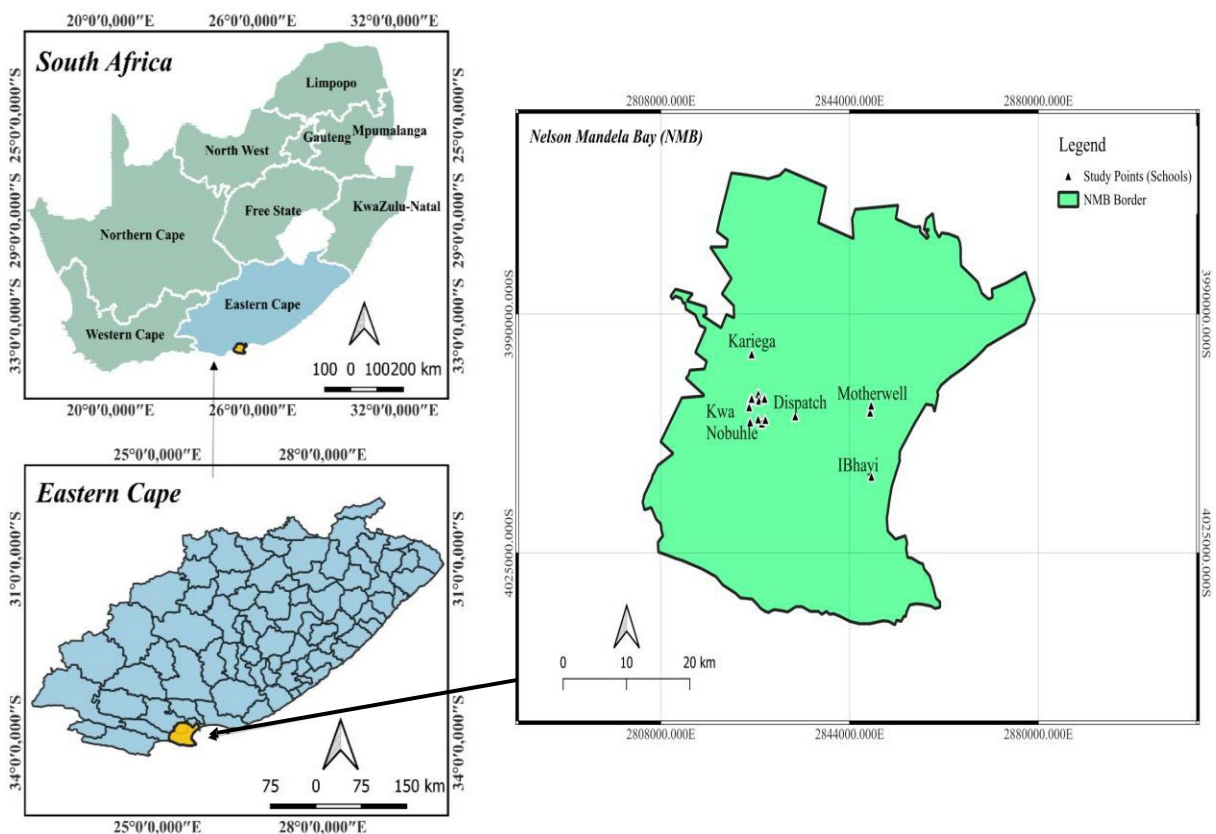 20°0'0,000"E 26°0'0,000"E 32°0'0,000"E
South Africa
Limpopo
Mpumalanga
Gauteng
North West
Free State
KwaZulu-Natal
Northern Cape
Eastern Cape
Western Cape
100 0 100200 km
25°0'0,000"S
29°0'0,000"S
33°0'0,000"S
25°0'0,000"S
29°0'0,000"S
33°0'0,000"S
20°0'0,000"E 26°0'0,000"E 32°0'0,000"E
25°0'0,000"E 28°0'0,000"E
Eastern Cape
31°0'0,000"S
34°0'0,000"S
31°0'0,000"S
34°0'0,000"S
75 0 75 150 km
25°0'0,000"E 28°0'0,000"E
2808000.000E 2844000.000E 2880000.000E
Nelson Mandela Bay (NMB)
Legend
Study Points (Schools)
NMB Border
Kariega
Motherwell
Dispatch
Kwa
Nobuhle
IBhayi
3990000.000S
4025000.000S
3990000.000S
4025000.000S
0 10 20 km
2808000.000E 2844000.000E 2880000.000E